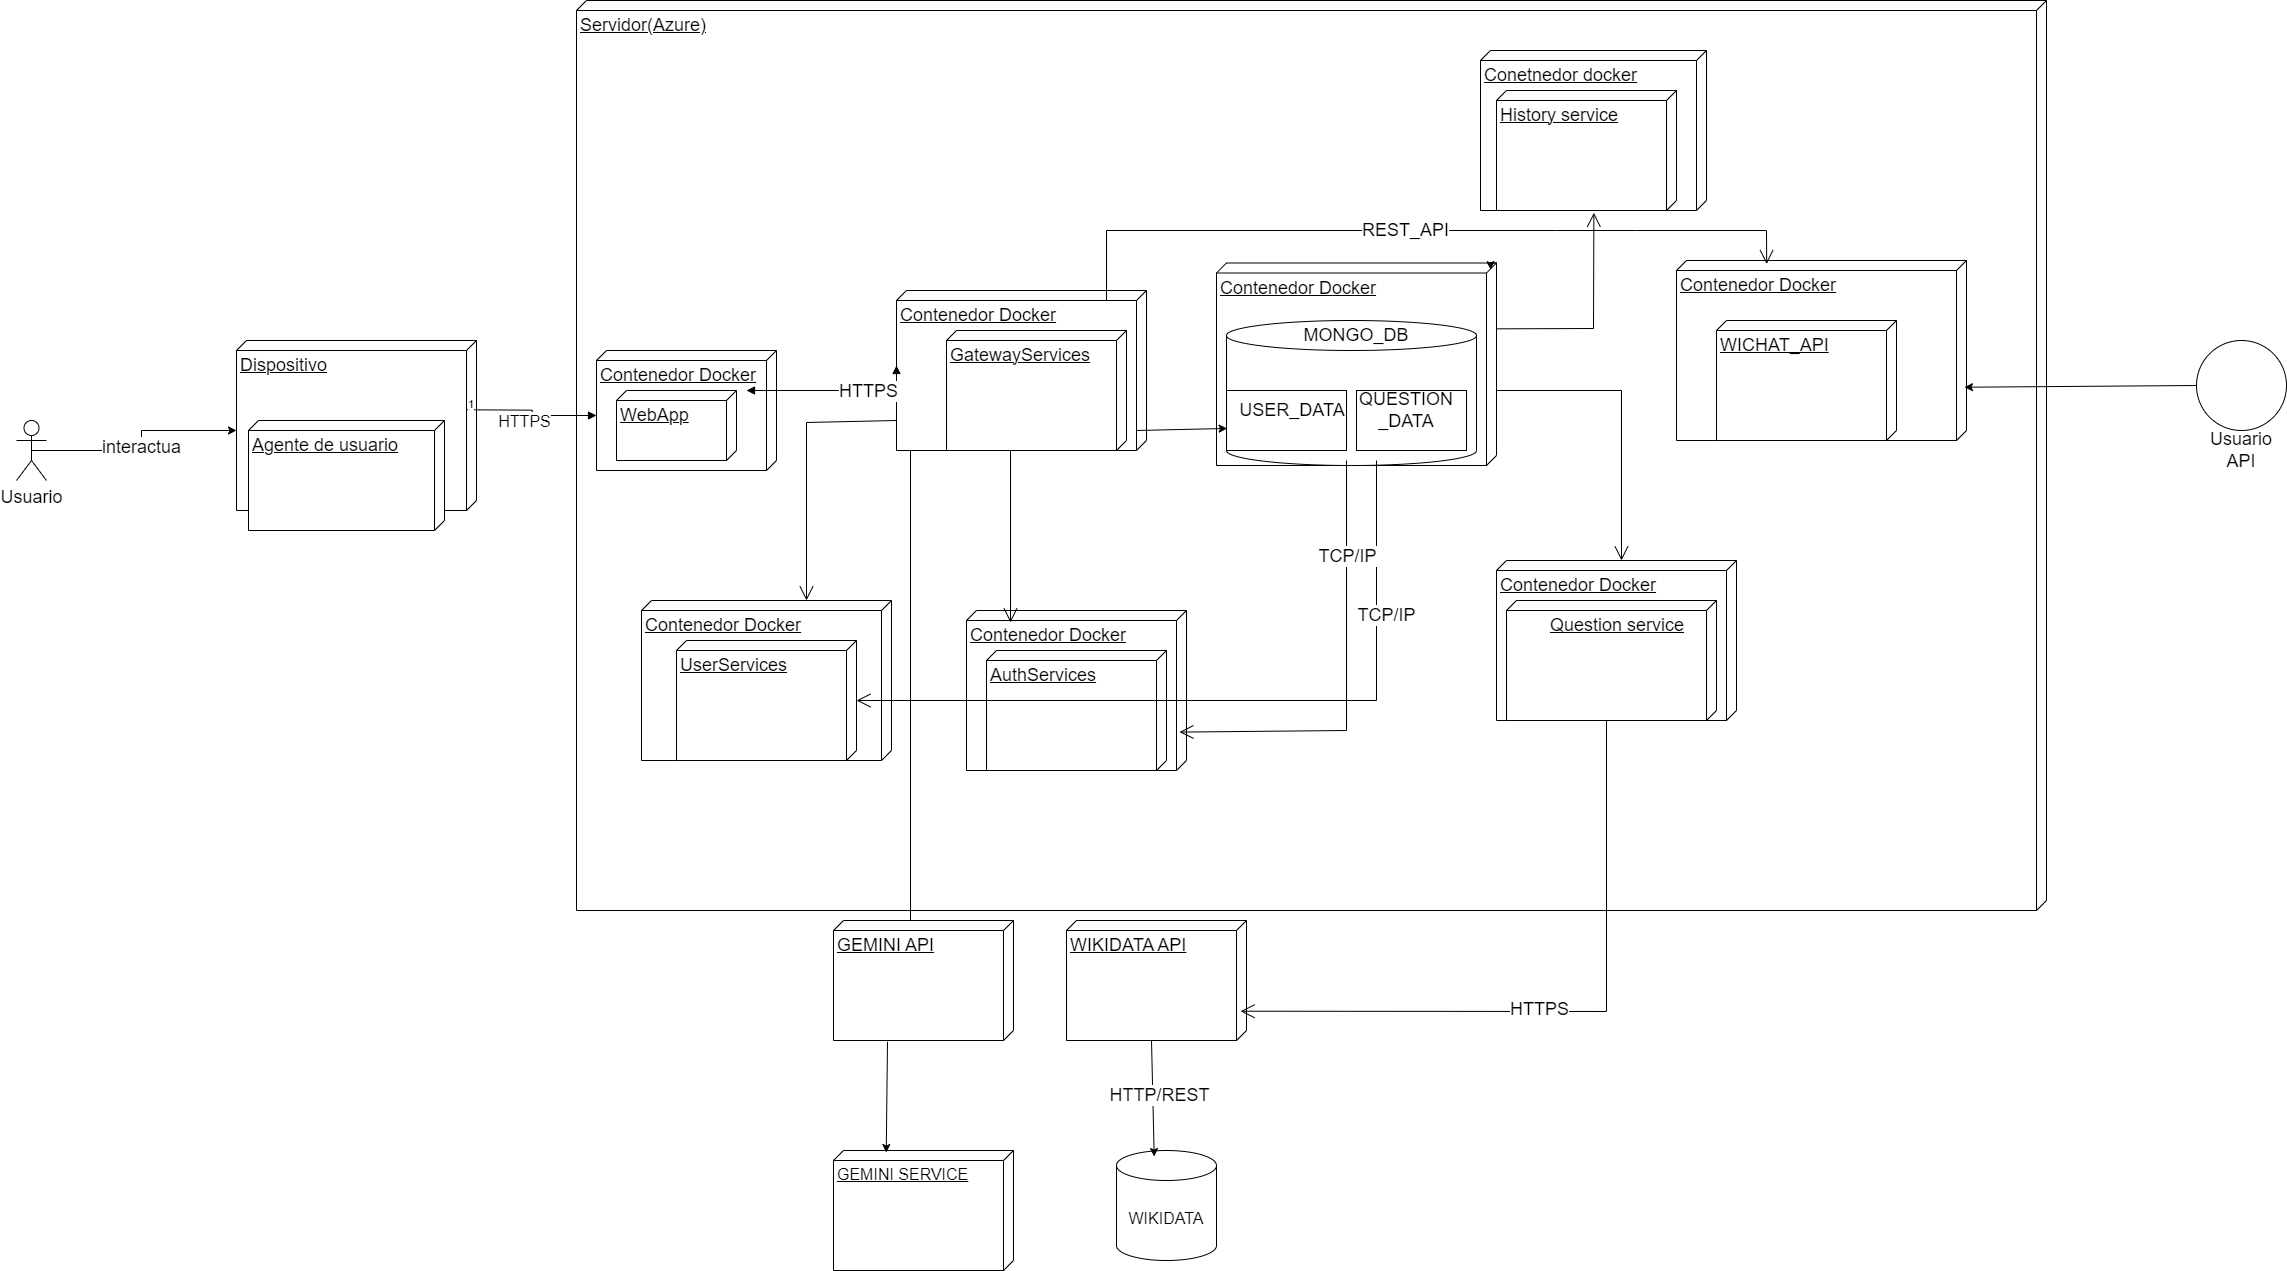 Servidor(Azure)
Conetnedor docker
History service
REST_API
Contenedor Docker
MONGO_DB
USER_DATA
QUESTION
_DATA
Contenedor Docker
WICHAT_API
Contenedor Docker
GatewayServices
Dispositivo
Agente de usuario
1
HTTPS
Contenedor Docker
WebApp
HTTPS
interactua
Usuario
Usuario
API
TCP/IP
TCP/IP
Contenedor Docker
Question service
Contenedor Docker
UserServices
Contenedor Docker
AuthServices
GEMINI API
WIKIDATA API
HTTPS
HTTP/REST
GEMINI SERVICE
WIKIDATA